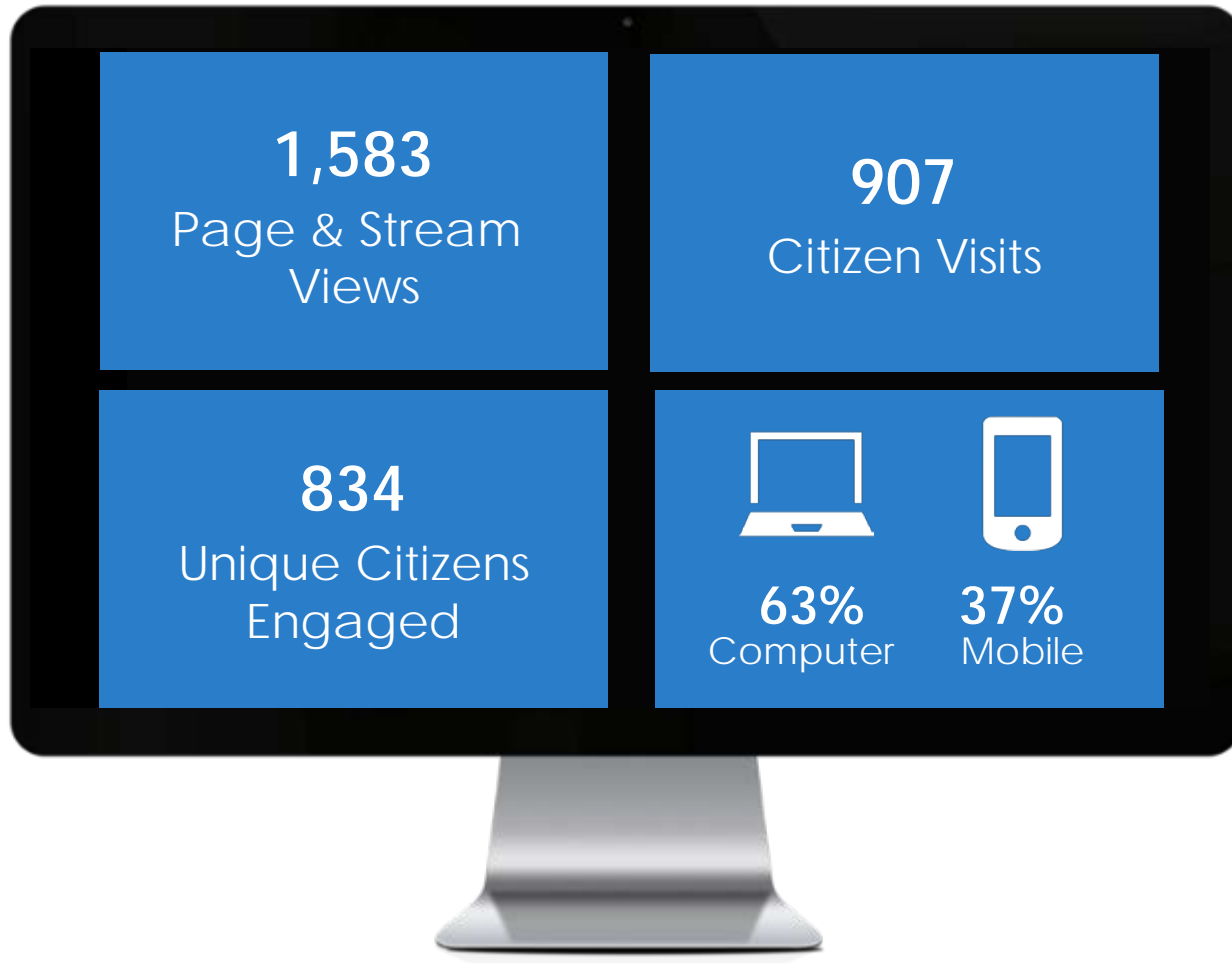 1,583
Page & Stream
Views
907
Citizen Visits
834
Unique Citizens
Engaged
63%
Computer
37%
Mobile